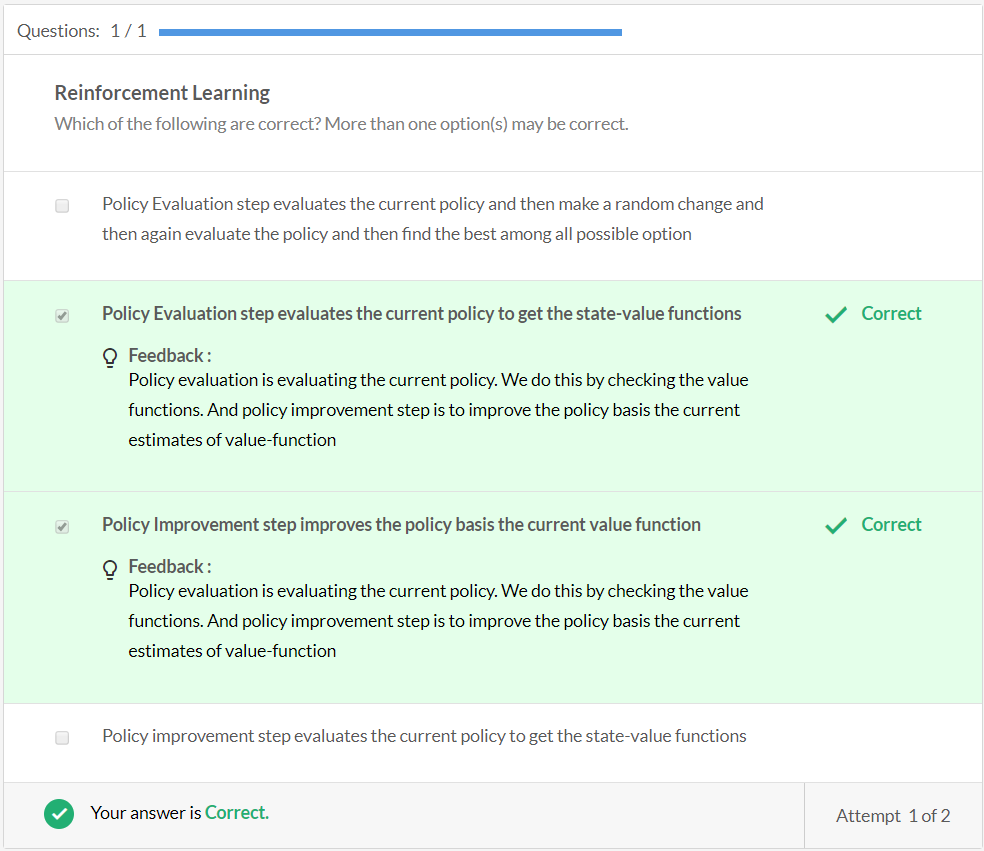 Questions: 1 / 1
Reinforcement Learning
Which of the following are correct? More than one option(s) may be correct.
Policy Evaluation step evaluates the current policy and then make a random change and
then again evaluate the policy and then find the best among all possible option
Policy Evaluation step evaluates the current policy to get the state-value functions
Correct
Feedback :
Policy evaluation is evaluating the current policy. We do this by checking the value
functions. And policy improvement step is to improve the policy basis the current
estimates of value-function
Policy Improvement step improves the policy basis the current value function
Correct
Feedback :
Policy evaluation is evaluating the current policy. We do this by checking the value
functions. And policy improvement step is to improve the policy basis the current
estimates of value-function
Policy improvement step evaluates the current policy to get the state-value functions
Your answer is Correct.
Attempt 1 of 2